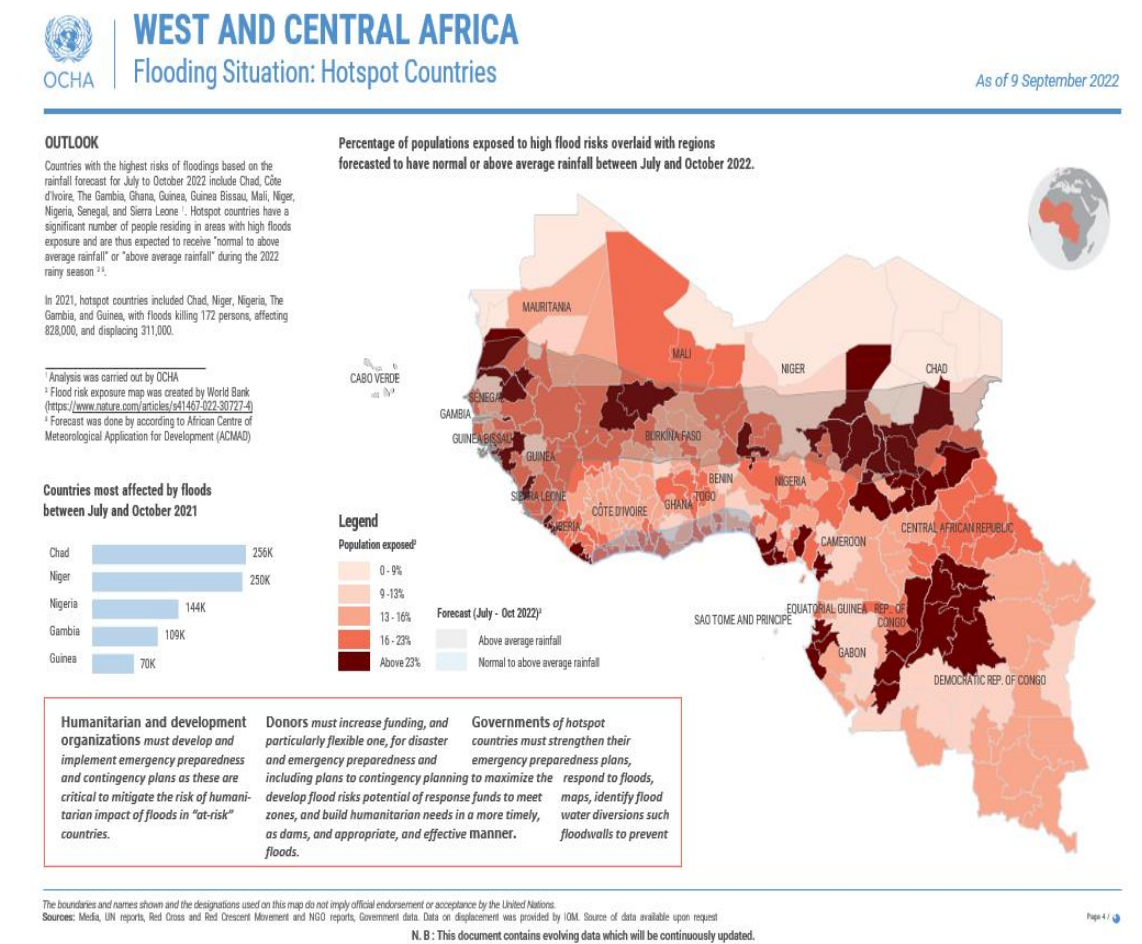 OCHA
WEST AND CENTRAL AFRICA
Flooding Situation: Hotspot Countries
As of 9 September 2022
OUTLOOK
Countries with the highest risks of floodings based on the
rainfall forecast for July to October 2022 include Chad, Côte
d'Ivoire, The Gambia, Ghana, Guinea, Guinea Bissau, Mali, Niger,
Nigeria, Senegal, and Sierra Leone ¹. Hotspot countries have a
significant number of people residing in areas with high floods
exposure and are thus expected to receive "normal to above
average rainfall" or "above average rainfall" during the 2022
rainy season ² ³.
In 2021, hotspot countries included Chad, Niger, Nigeria, The
Gambia, and Guinea, with floods killing 172 persons, affecting
828,000, and displacing 311,000.
¹ Analysis was carried out by OCHA
² Flood risk exposure map was created by World Bank
(https://www.nature.com/articles/s41467-022-30727-4)
³ Forecast was done by according to African Centre of
Meteorological Application for Development (ACMAD)
Countries most affected by floods
between July and October 2021
Chad 256K
Niger 250K
Nigeria 144K
Gambia 109K
Guinea 70K
Percentage of populations exposed to high flood risks overlaid with regions
forecasted to have normal or above average rainfall between July and October 2022.
MAURITANIA
MALI
NIGER
CHAD
CABO VERDE
SENEGAL
GAMBIA
GUINEA BISSAU
BURKINA FASO
GUINEA
BENIN
NIGERIA
SIERRA LEONE
GHANA
TOGO
CÔTE D'IVOIRE
LIBERIA
CENTRAL AFRICAN REPUBLIC
CAMEROON
EQUATORIAL GUINEA
REP. OF
CONGO
SAO TOME AND PRINCIPE
GABON
DEMOCRATIC REP. OF CONGO
Legend
Population exposed²
0 - 9%
9 -13%
13 - 16%
16 - 23%
Above 23%
Forecast (July - Oct 2022)³
Above average rainfall
Normal to above average rainfall
Humanitarian and development
organizations must develop and
implement emergency preparedness
and contingency plans as these are
critical to mitigate the risk of humani-
tarian impact of floods in "at-risk"
countries.
Donors must increase funding, and
particularly flexible one, for disaster
and emergency preparedness and
including plans to contingency planning to maximize the
develop flood risks potential of response funds to meet
zones, and build humanitarian needs in a more timely,
as dams, and appropriate, and effective manner.
floods.
Governments of hotspot
countries must strengthen their
emergency preparedness plans,
respond to floods,
maps, identify flood
water diversions such
floodwalls to prevent
The boundaries and names shown and the designations used on this map do not imply official endorsement or acceptance by the United Nations.
Sources: Media, UN reports, Red Cross and Red Crescent Movement and NGO reports, Government data. Data on displacement was provided by IOM. Source of data available upon request
Page 4 /
N. B : This document contains evolving data which will be continuously updated.